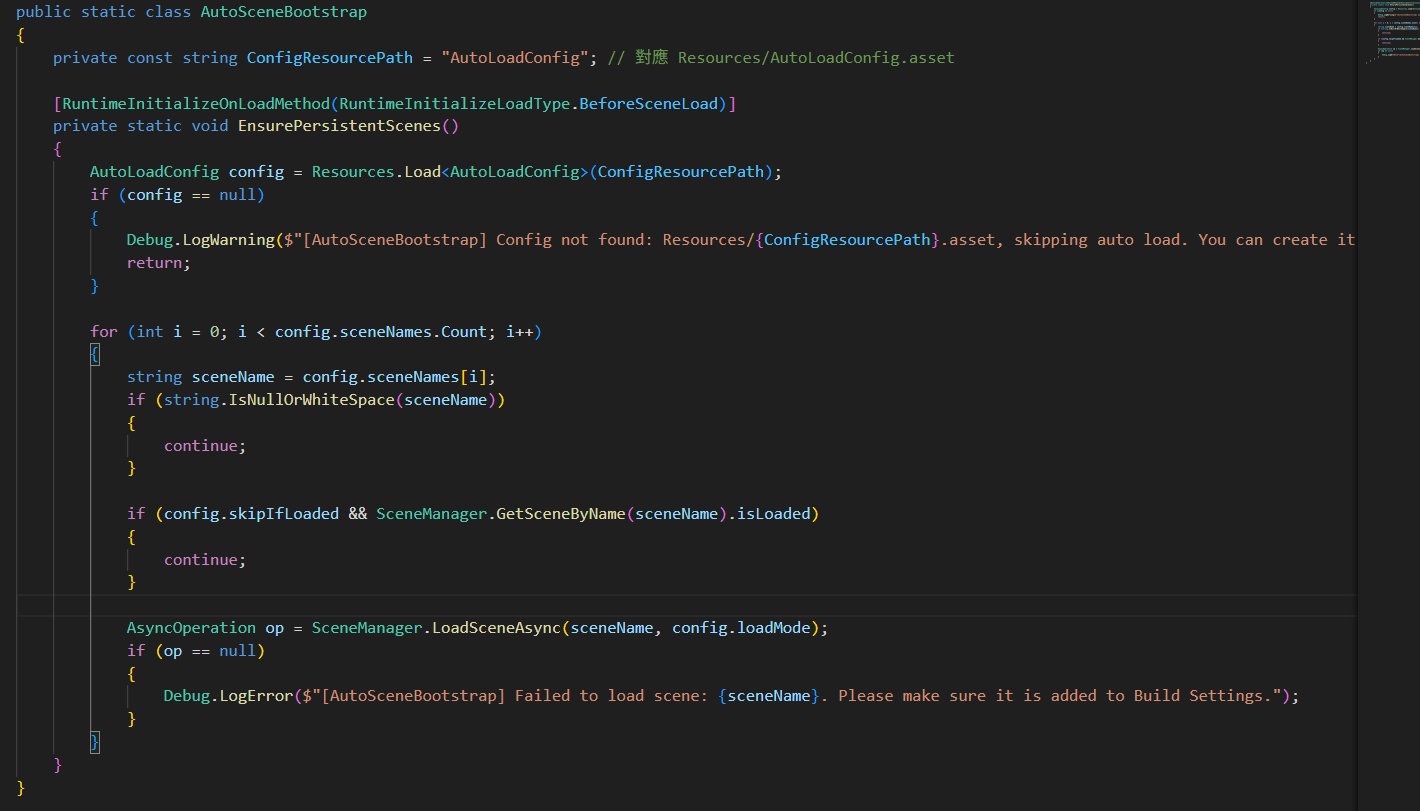 public static class AutoSceneBootstrap
{
    private const string ConfigResourcePath = "AutoLoadConfig"; // 對應 Resources/AutoLoadConfig.asset

    [RuntimeInitializeOnLoadMethod(RuntimeInitializeLoadType.BeforeSceneLoad)]
    private static void EnsurePersistentScenes()
    {
        AutoLoadConfig config = Resources.Load<AutoLoadConfig>(ConfigResourcePath);
        if (config == null)
        {
            Debug.LogWarning($"[AutoSceneBootstrap] Config not found: Resources/{ConfigResourcePath}.asset, skipping auto load. You can create it
            return;
        }

        for (int i = 0; i < config.sceneNames.Count; i++)
        {
            string sceneName = config.sceneNames[i];
            if (string.IsNullOrWhiteSpace(sceneName))
            {
                continue;
            }

            if (config.skipIfLoaded && SceneManager.GetSceneByName(sceneName).isLoaded)
            {
                continue;
            }

            AsyncOperation op = SceneManager.LoadSceneAsync(sceneName, config.loadMode);
            if (op == null)
            {
                Debug.LogError($"[AutoSceneBootstrap] Failed to load scene: {sceneName}. Please make sure it is added to Build Settings.");
            }
        }
    }
}